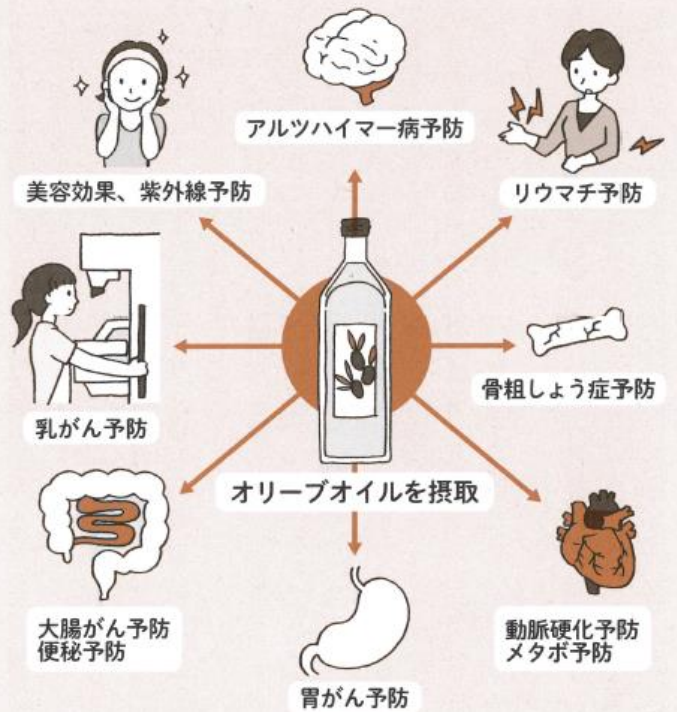 アルツハイマー病予防
美容効果、紫外線予防
リウマチ予防
乳がん予防
骨粗しょう症予防
オリーブオイルを摂取
大腸がん予防
便秘予防
動脈硬化予防
メタボ予防
胃がん予防